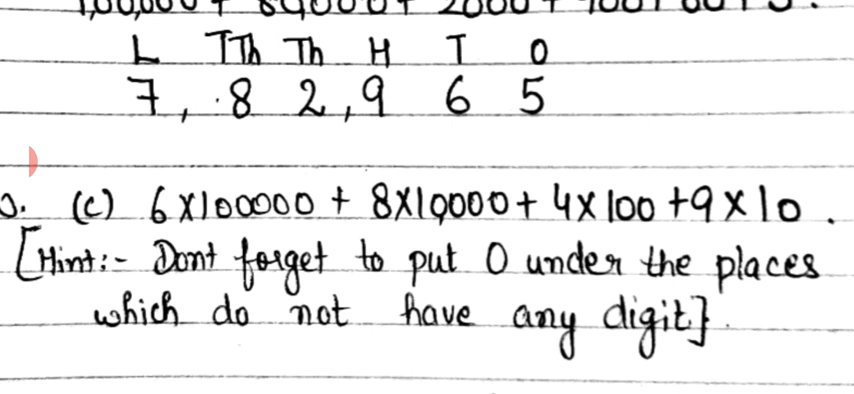 L TTh Th H T O
7, 8 2,9 6 5
(c) 6×100000 + 8×10000 + 4×100 +9×10.
[Hint:- Dont forget to put 0 under the places
which do not have any digit}.